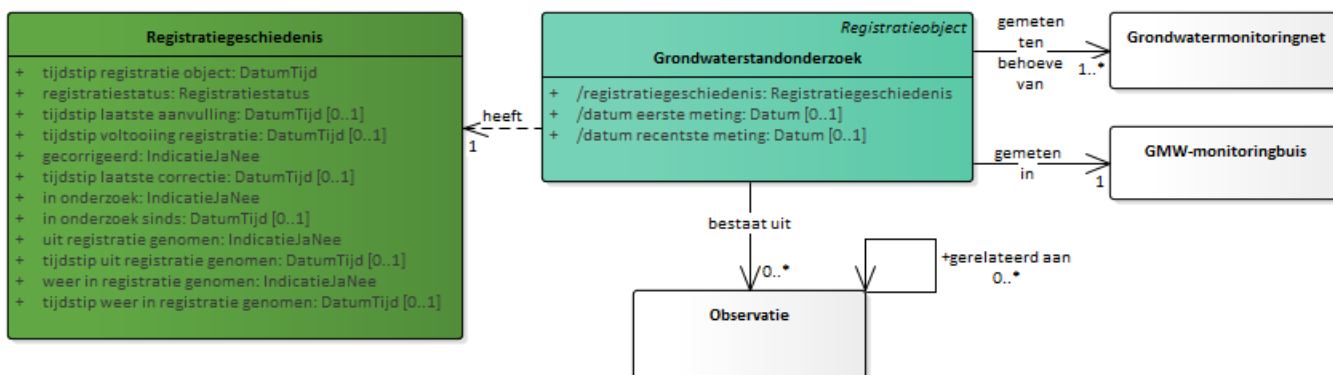 Registratiegeschiedenis
+ tijdstip registratie object: DatumTijd
+ registratiestatus: Registratiestatus
+ tijdstip laatste aanvulling: DatumTijd [0..1]
+ tijdstip voltooiing registratie: DatumTijd [0..1]
+ gecorrigeerd: IndicatieJaNee
+ tijdstip laatste correctie: DatumTijd [0..1]
+ in onderzoek: IndicatieJaNee
+ in onderzoek sinds: DatumTijd [0..1]
+ uit registratie genomen: IndicatieJaNee
+ tijdstip uit registratie genomen: DatumTijd [0..1]
+ weer in registratie genomen: IndicatieJaNee
+ tijdstip weer in registratie genomen: DatumTijd [0..1]
heeft
1
Registratieobject
Grondwaterstandonderzoek
+ /registratiegeschiedenis: Registratiegeschiedenis
+ /datum eerste meting: Datum [0..1]
+ /datum recentste meting: Datum [0..1]
gemeten
ten
behoeve
van
1..*
Grondwatermonitoringnet
gemeten
in
1
GMW-monitoringbuis
bestaat uit
0..*
+gerelateerd aan
0..*
Observatie